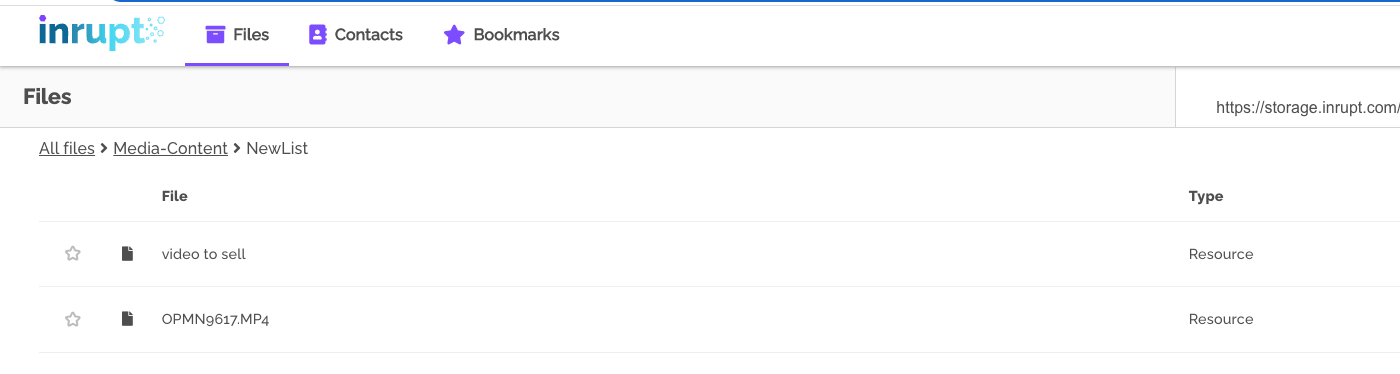 inrupt Files Contacts Bookmarks
Files
https://storage.inrupt.com/
All files > Media-Content > NewList
File Type
video to sell Resource
OPMN9617.MP4 Resource